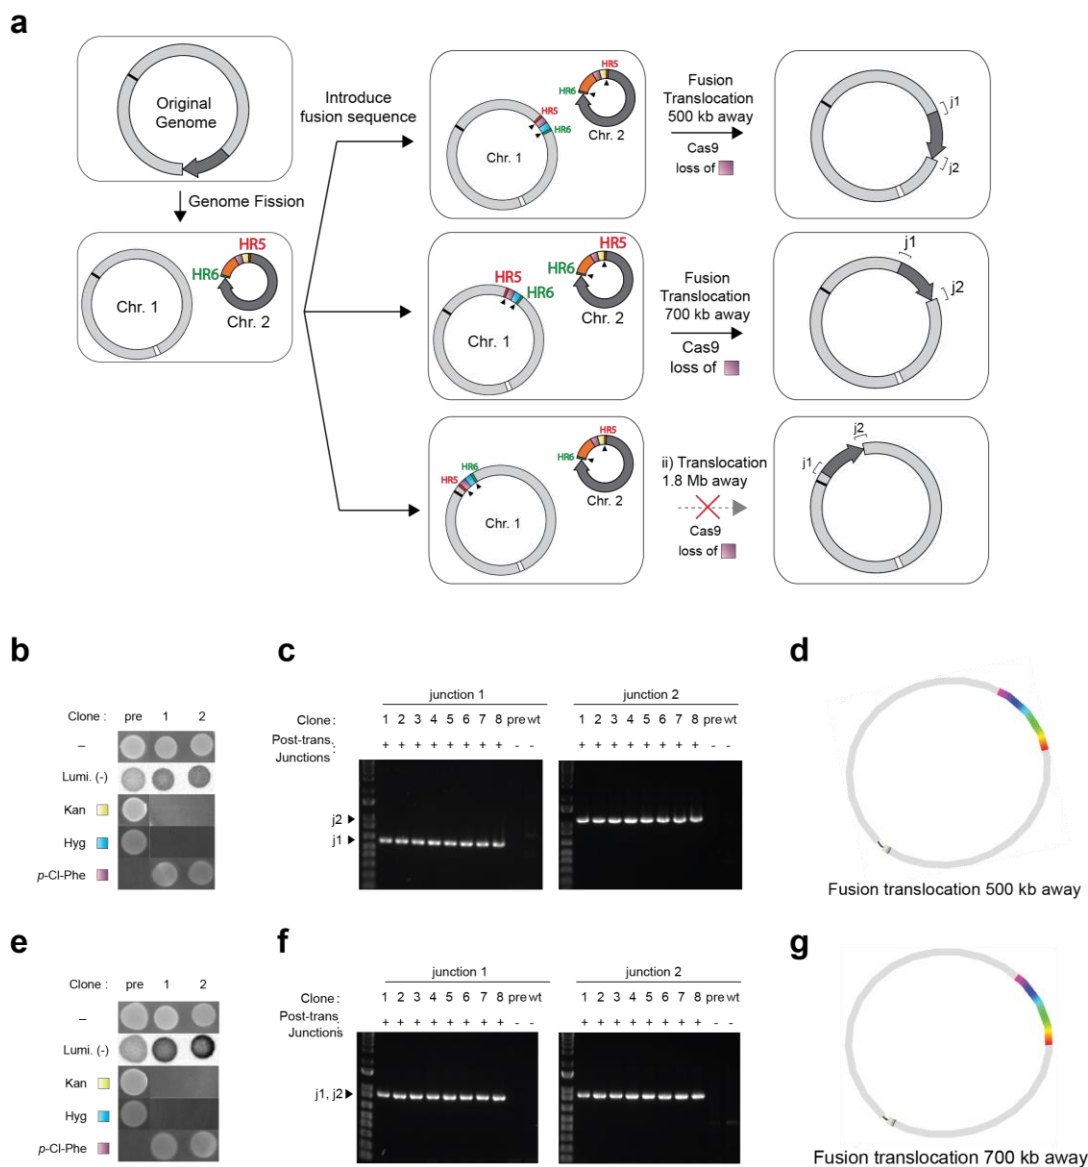 a
Original
Genome
Genome Fission
HR5
HR6
Chr. 1
Chr. 2
Introduce
fusion sequence
HR5
HR6
HR5
HR6
Chr. 1
Chr. 2
Fusion
Translocation
500 kb away
Cas9
loss of
j1
j2
HR5
HR6
HR5
HR6
Chr. 1
Chr. 2
Fusion
Translocation
700 kb away
Cas9
loss of
j1
j2
HR5
HR6
HR5
HR6
Chr. 1
Chr. 2
ii) Translocation
1.8 Mb away
Cas9
loss of
j1
j2
b
Clone : pre 1 2
–
Lumi. (-)
Kan
Hyg
p-Cl-Phe
c
junction 1 junction 2
Clone : 1 2 3 4 5 6 7 8 pre wt 1 2 3 4 5 6 7 8 pre wt
Post-trans. + + + + + + + + - - + + + + + + + + - -
Junctions :
j2
j1
d
Fusion translocation 500 kb away
e
Clone : pre 1 2
–
Lumi. (-)
Kan
Hyg
p-Cl-Phe
f
junction 1 junction 2
Clone : 1 2 3 4 5 6 7 8 pre wt 1 2 3 4 5 6 7 8 pre wt
Post-trans. + + + + + + + + - - + + + + + + + + - -
Junctions :
j1, j2
g
Fusion translocation 700 kb away